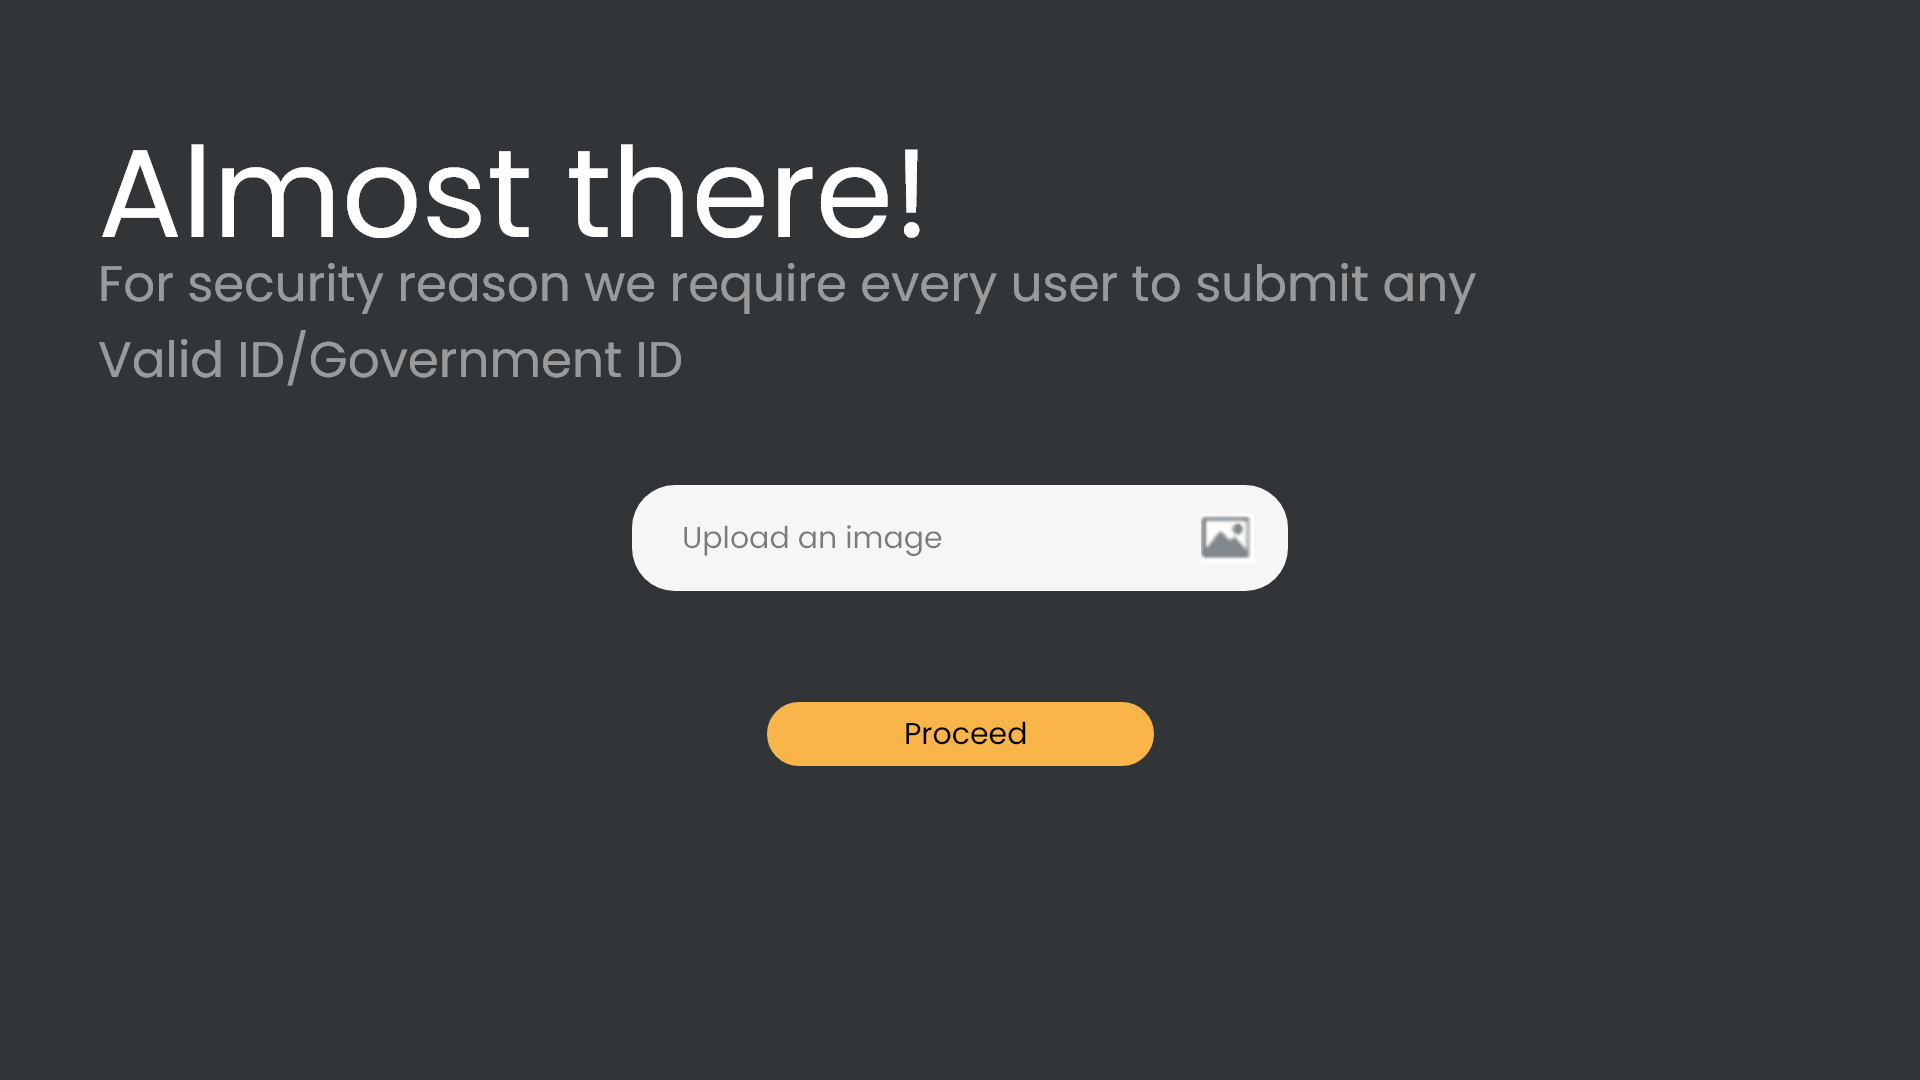 Almost there!
For security reason we require every user to submit any
Valid ID/Government ID
Upload an image
Proceed